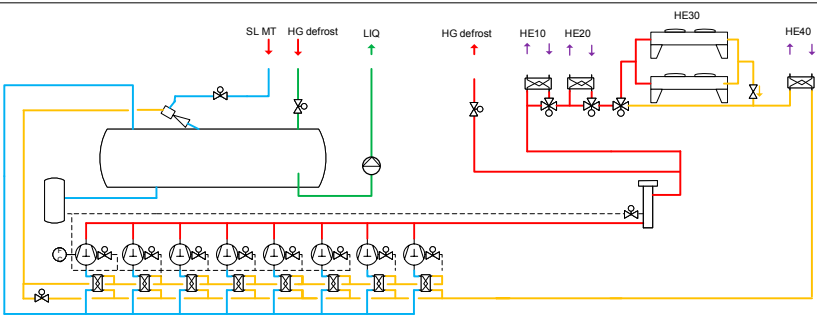 HE30
SL MT HG defrost LIQ HG defrost HE10 HE20 HE40
F
C